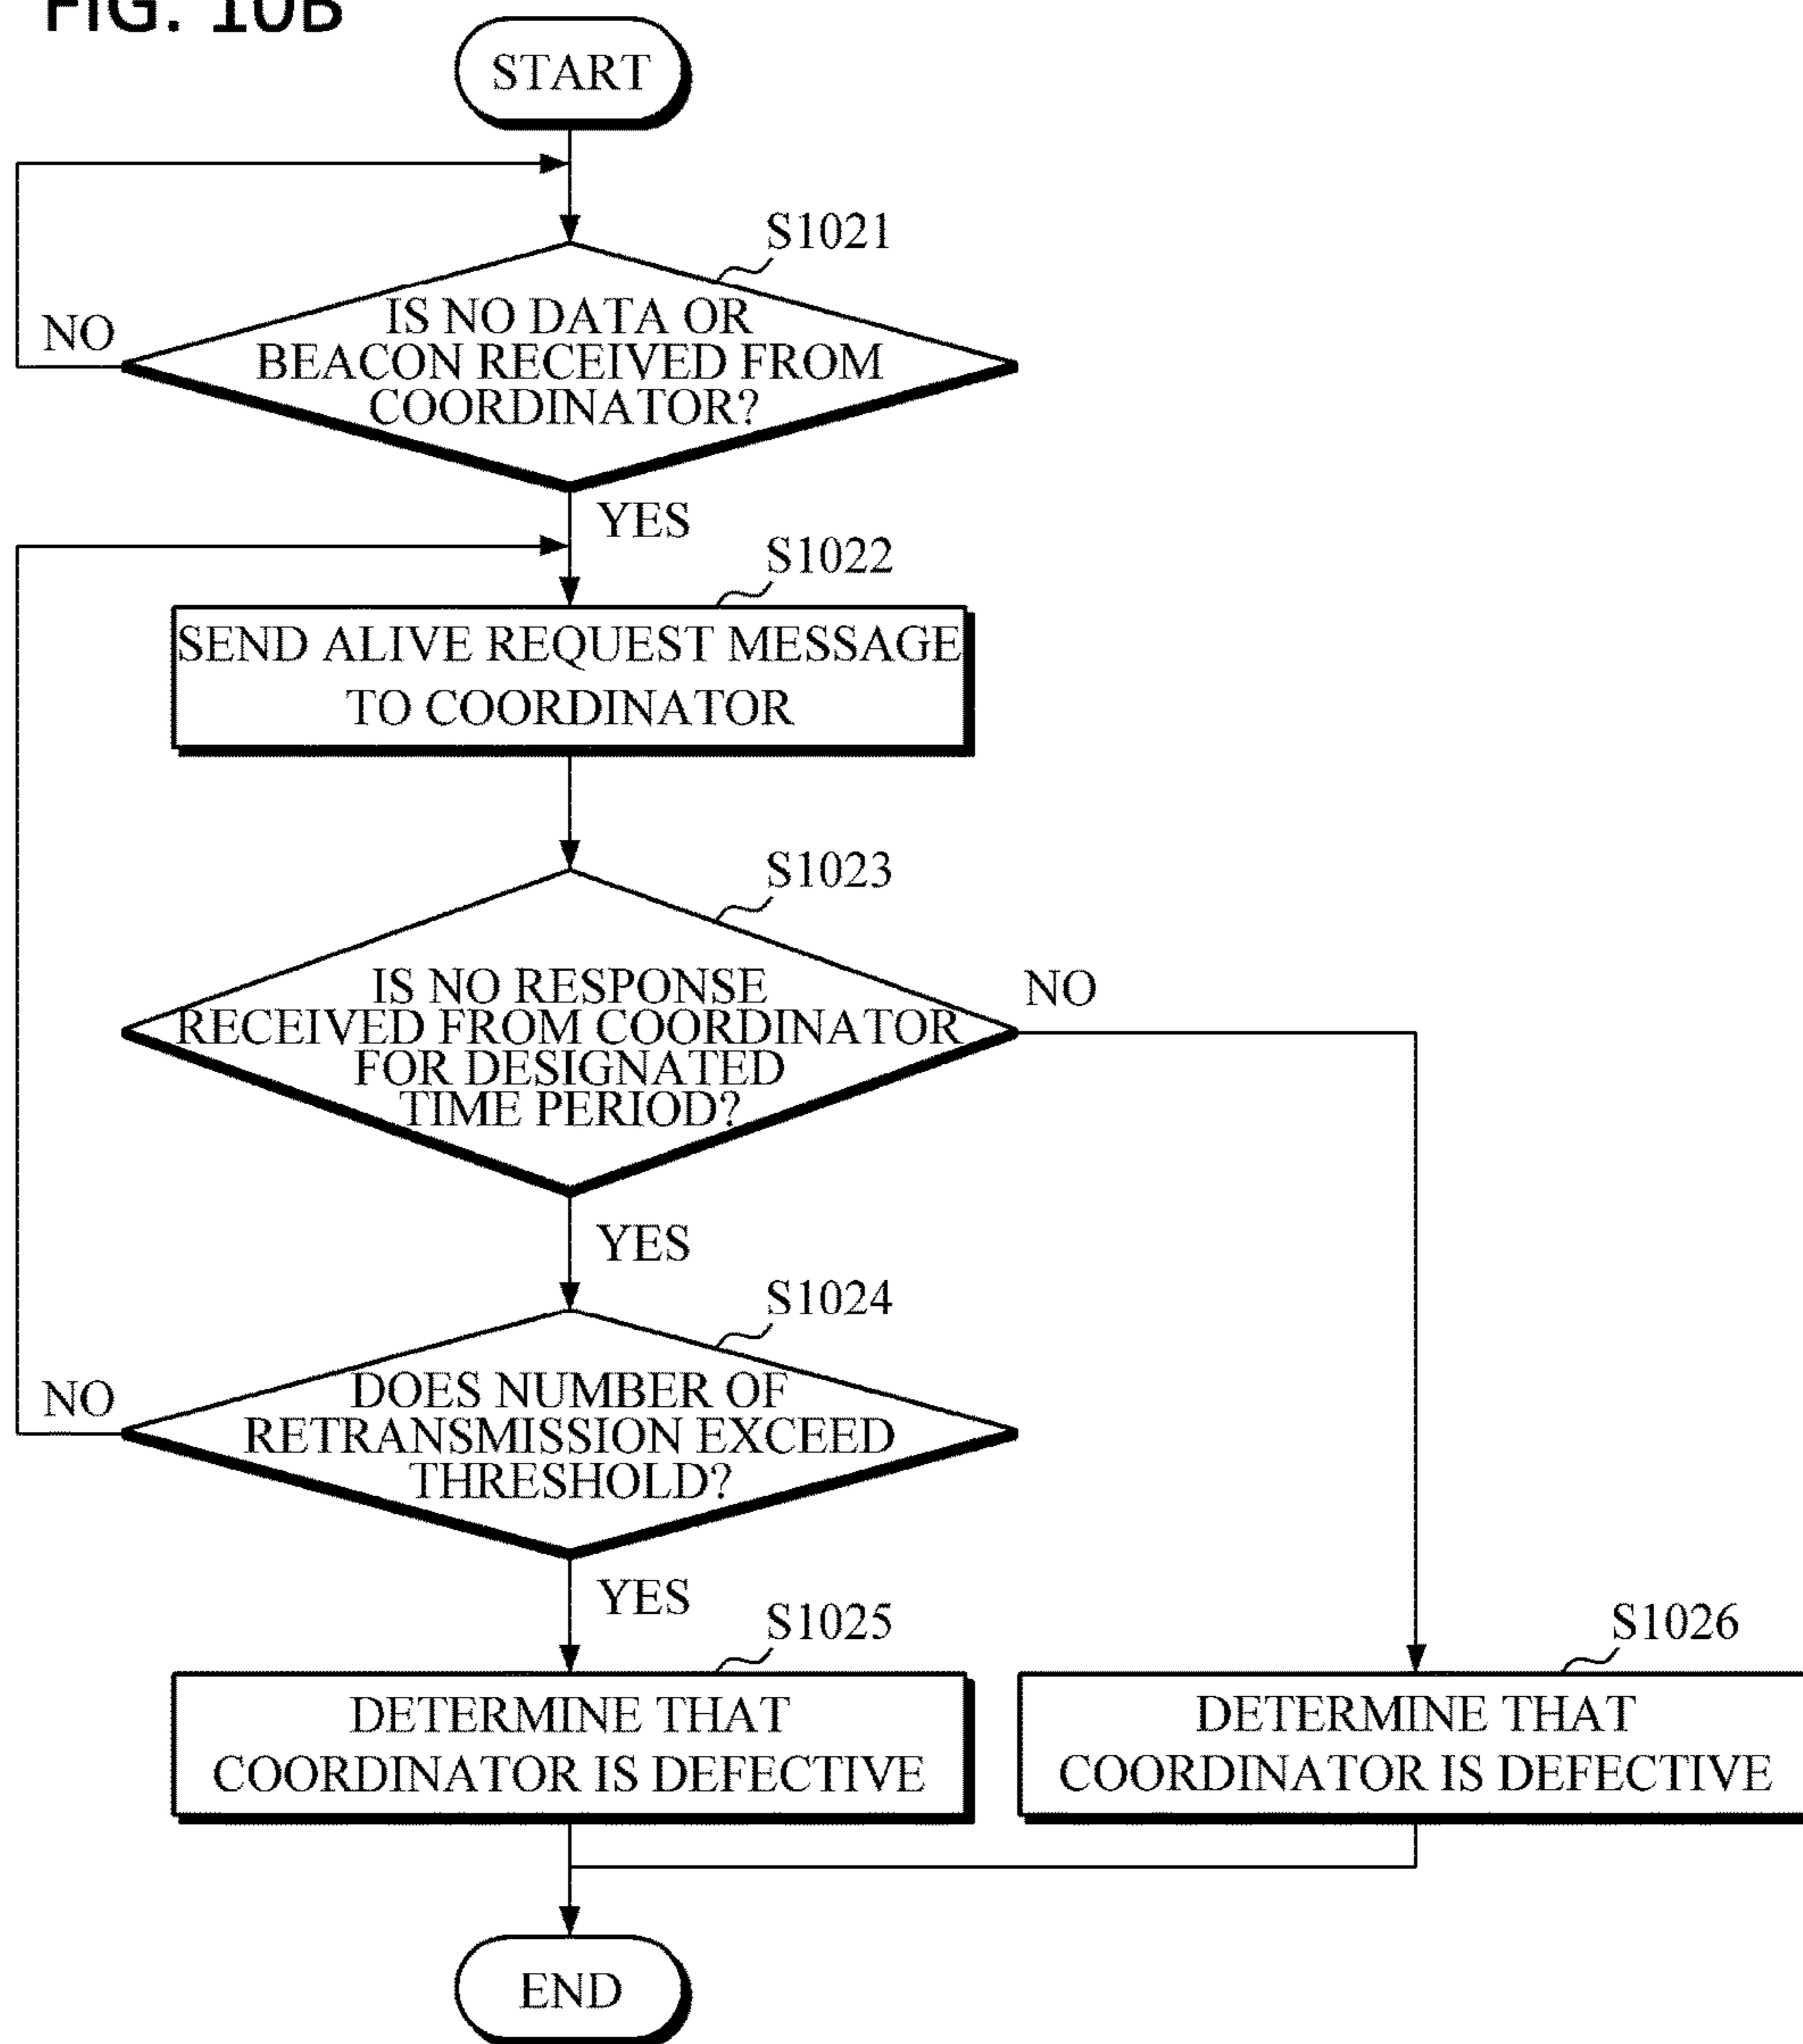 FIG. 10B
START
S1021
IS NO DATA OR
BEACON RECEIVED FROM
COORDINATOR?
NO
YES
S1022
SEND ALIVE REQUEST MESSAGE
TO COORDINATOR
S1023
IS NO RESPONSE
RECEIVED FROM COORDINATOR
FOR DESIGNATED
TIME PERIOD?
NO
YES
S1024
DOES NUMBER OF
RETRANSMISSION EXCEED
THRESHOLD?
NO
YES
S1025
DETERMINE THAT
COORDINATOR IS DEFECTIVE
S1026
DETERMINE THAT
COORDINATOR IS DEFECTIVE
END